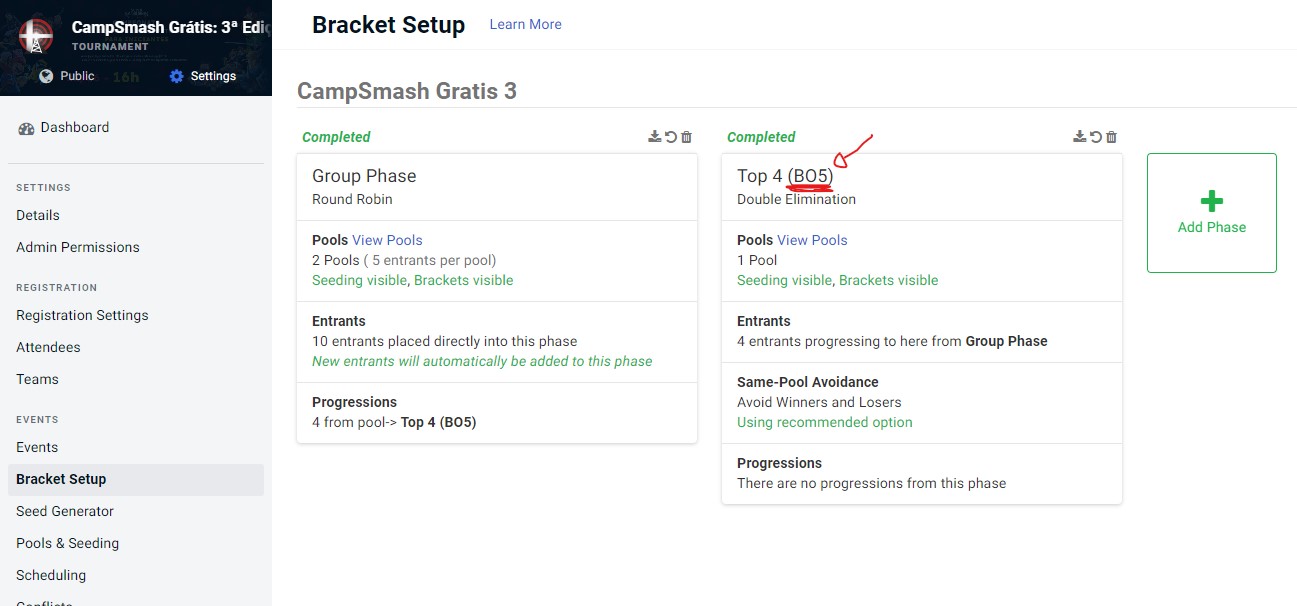 CampSmash Grátis: 3ª Edi
TOURNAMENT
Public
16h
Settings
Dashboard
SETTINGS
Details
Admin Permissions
REGISTRATION
Registration Settings
Attendees
Teams
EVENTS
Events
Bracket Setup
Seed Generator
Pools & Seeding
Scheduling
Conflicts
Bracket Setup
Learn More
CampSmash Gratis 3
Completed
Group Phase
Round Robin
Pools View Pools
2 Pools ( 5 entrants per pool)
Seeding visible, Brackets visible
Entrants
10 entrants placed directly into this phase
New entrants will automatically be added to this phase
Progressions
4 from pool-> Top 4 (BO5)
Completed
Top 4 (BO5)
Double Elimination
Pools View Pools
1 Pool
Seeding visible, Brackets visible
Entrants
4 entrants progressing to here from Group Phase
Same-Pool Avoidance
Avoid Winners and Losers
Using recommended option
Progressions
There are no progressions from this phase
Add Phase